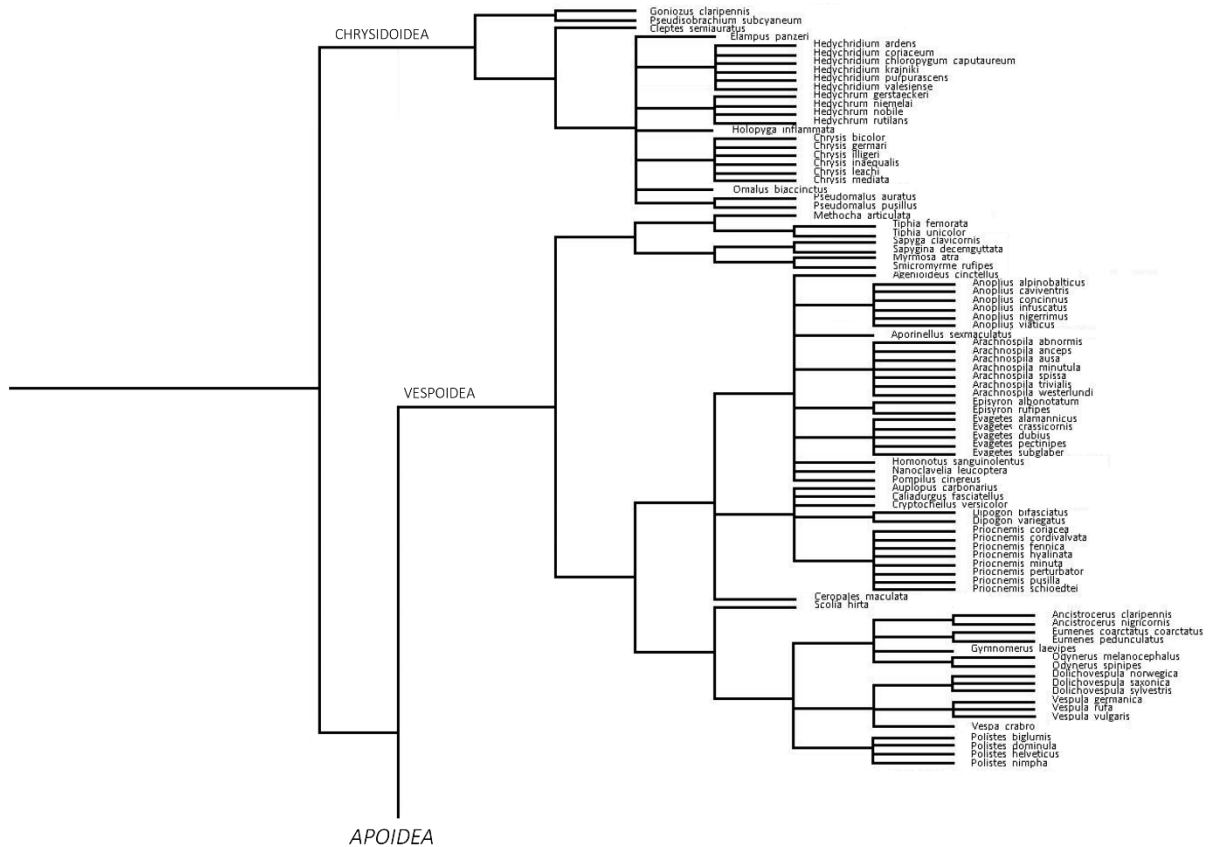 Goniozus claripennis
Pseudisobrachium subcyaneum
Cleptes semiauratus
CHRYSIDOIDEA
Elampus panzeri
Hedychridium ardens
Hedychridium coriaceum
Hedychridium chloropygum caputaureum
Hedychridium krajniki
Hedychridium purpurascens
Hedychridium valesiense
Hedychrum gerstaeckeri
Hedychrum niemelai
Hedychrum nobile
Hedychrum rutilans
Holopyga inflammata
Chrysis bicolor
Chrysis germari
Chrysis illigeri
Chrysis inaequalis
Chrysis leachi
Chrysis mediata
Omalus biaccinctus
Pseudomalus auratus
Pseudomalus pusillus
Methocha articulata
Tiphia femorata
Tiphia unicolor
Sapyga clavicornis
Sapygina decemguttata
Myrmosa atra
Smicromyrme rufipes
Agenioideus cinctellus
Anoplius alpinobalticus
Anoplius caviventris
Anoplius concinnus
Anoplius infuscatus
Anoplius nigerrimus
Anoplius viaticus
Aporinellus sexmaculatus
Arachnospila abnormis
Arachnospila anceps
Arachnospila ausa
Arachnospila minutula
Arachnospila spissa
Arachnospila trivialis
Arachnospila westerlundi
VESPOIDEA
Episyron albonotatum
Episyron rufipes
Evagetes alamannicus
Evagetes crassicornis
Evagetes dubius
Evagetes pectinipes
Evagetes subglaber
Homonotus sanguinolentus
Nanoclavelia leucoptera
Pompilus cinereus
Auplopus carbonarius
Caliadurgus fasciatellus
Cryptocheilus versicolor
Dipogon bifasciatus
Dipogon variegatus
Priocnemis coriacea
Priocnemis cordivalvata
Priocnemis fennica
Priocnemis hyalinata
Priocnemis minuta
Priocnemis perturbator
Priocnemis pusilla
Priocnemis schioedtei
Ceropales maculata
Scolia hirta
Ancistrocerus claripennis
Ancistrocerus nigricornis
Eumenes coarctatus coarctatus
Eumenes pedunculatus
Gymnomerus laevipes
Odynerus melanocephalus
Odynerus spinipes
Dolichovespula norwegica
Dolichovespula saxonica
Dolichovespula sylvestris
Vespula germanica
Vespula rufa
Vespula vulgaris
Vespa crabro
Polistes biglumis
Polistes dominula
Polistes helveticus
Polistes nimpha
APOIDEA